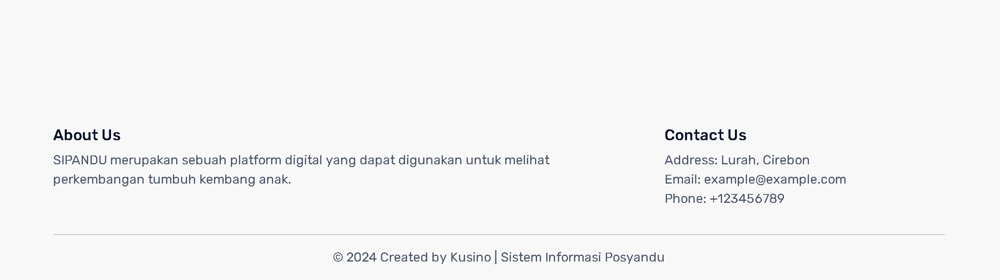 About Us
SIPANDU merupakan sebuah platform digital yang dapat digunakan untuk melihat
perkembangan tumbuh kembang anak.
Contact Us
Address: Lurah, Cirebon
Email: example@example.com
Phone: +123456789
© 2024 Created by Kusino | Sistem Informasi Posyandu